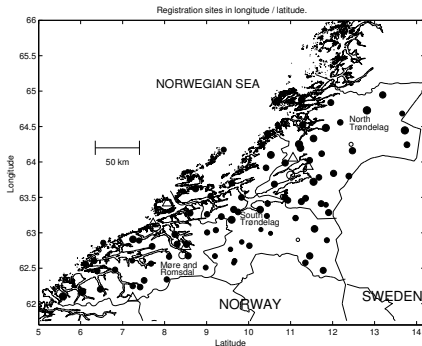 Registration sites in longitude / latitude.
66
65.5
65
64.5
64
63.5
63
62.5
62
Longitude
NORWEGIAN SEA
50 km
North
Trøndelag
South
Trøndelag
Møre and
Romsdal
NORWAY
SWEDEN
5
6
7
8
9
10
11
12
13
14
Latitude